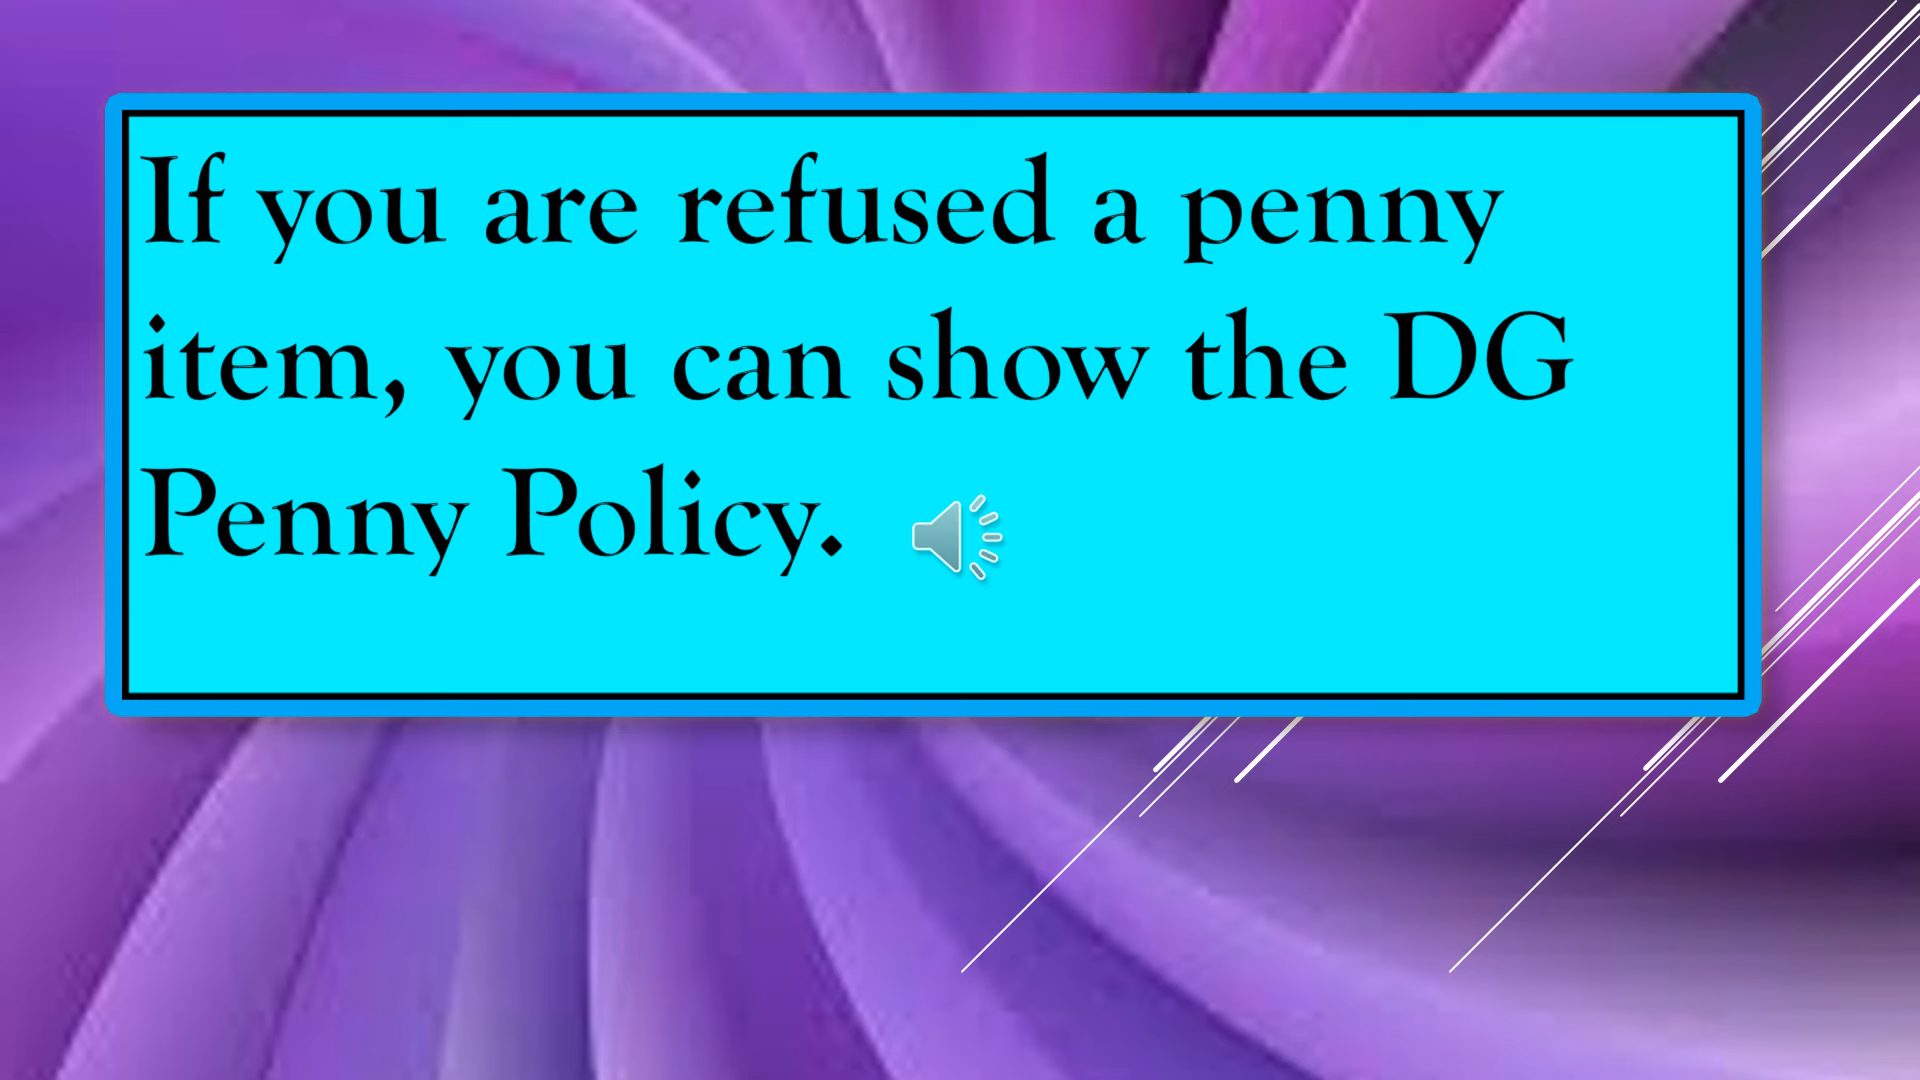 If you are refused a penny
item, you can show the DG
Penny Policy.